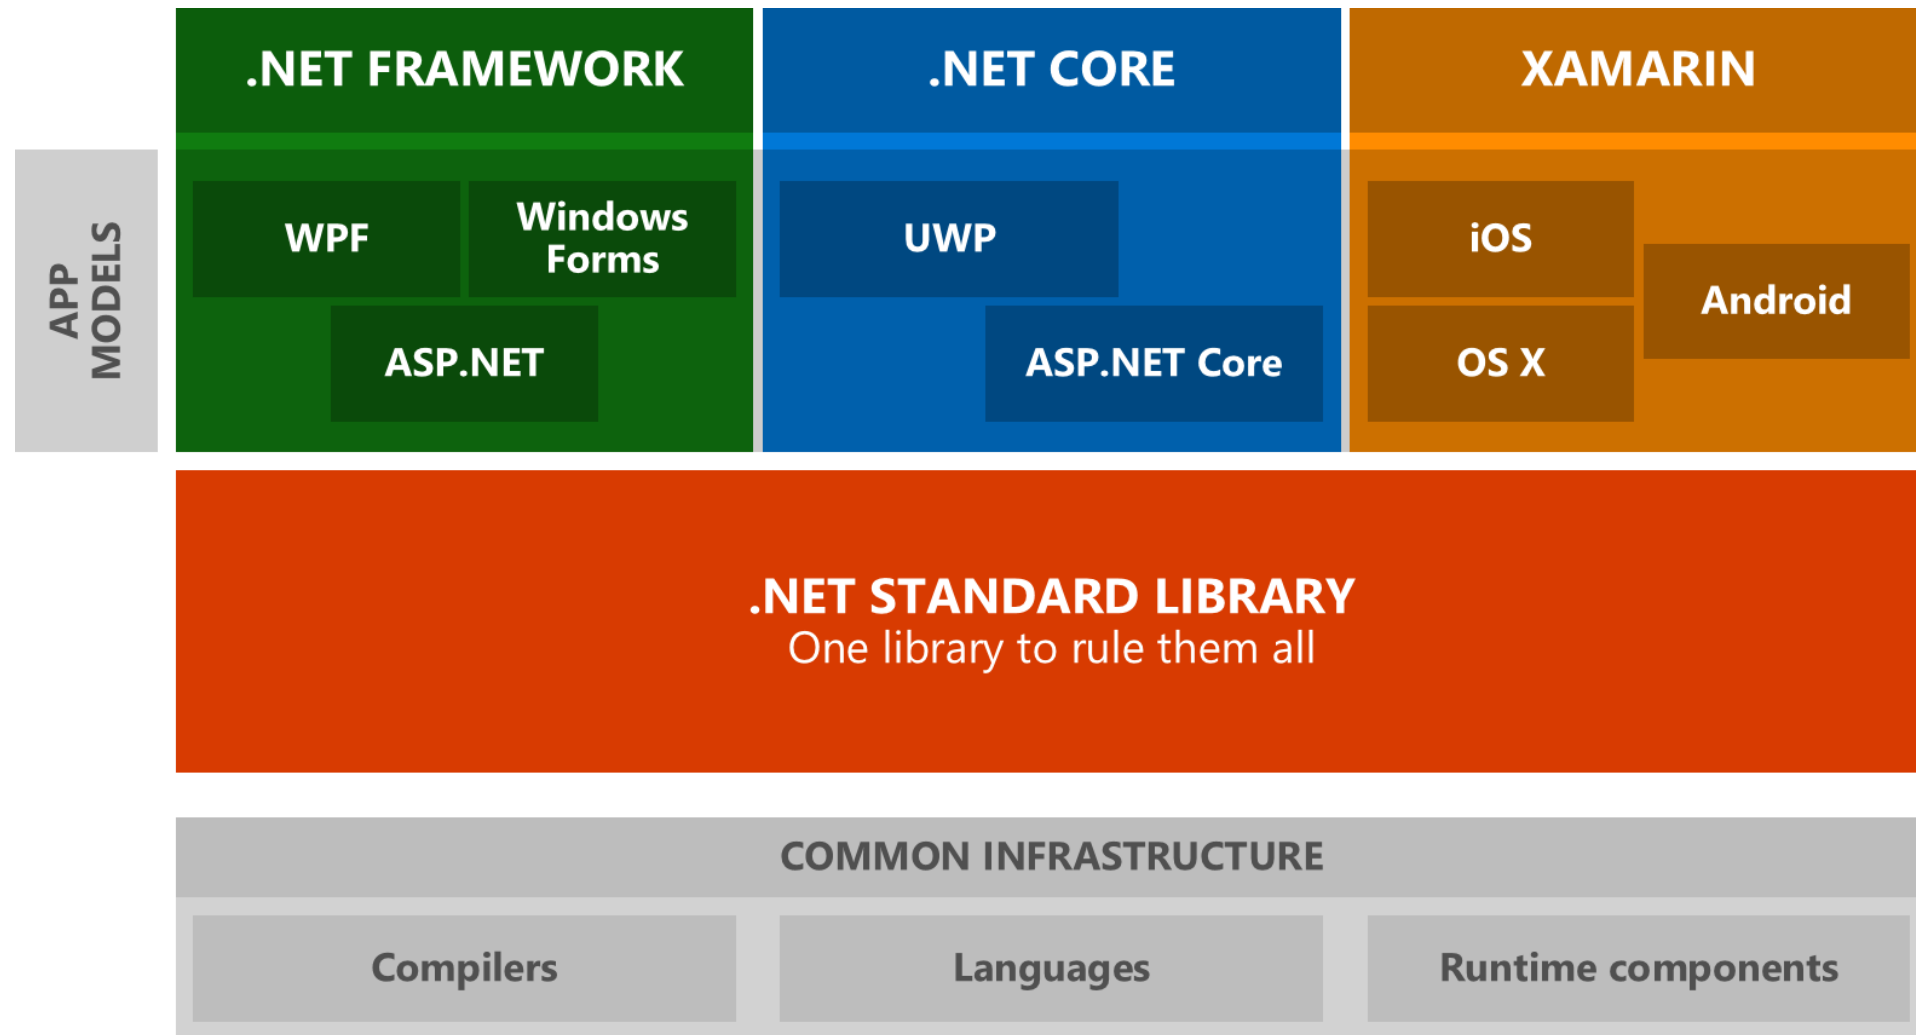 .NET FRAMEWORK
.NET CORE
XAMARIN
APP
MODELS
WPF
Windows
Forms
ASP.NET
UWP
ASP.NET Core
iOS
Android
OS X
.NET STANDARD LIBRARY
One library to rule them all
COMMON INFRASTRUCTURE
Compilers
Languages
Runtime components